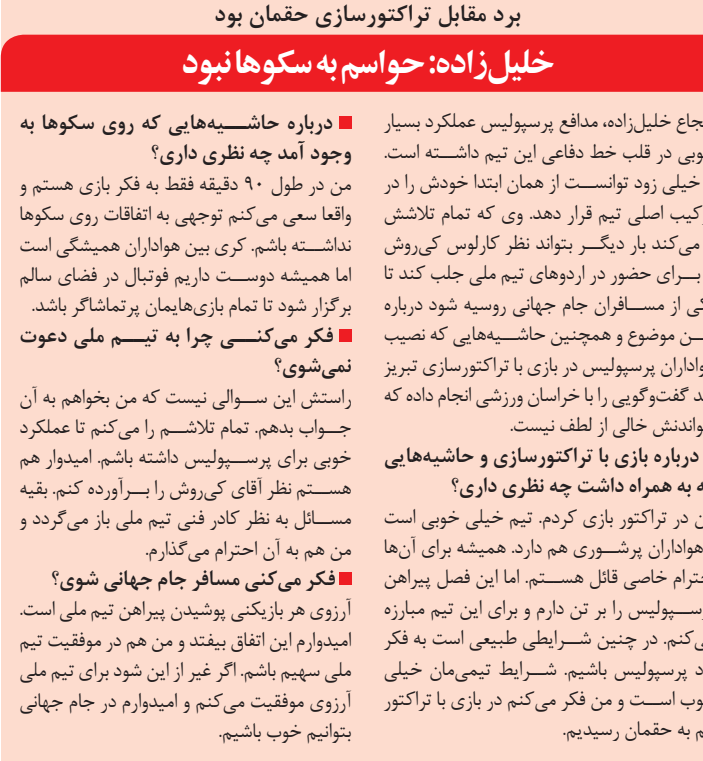 برد مقابل تراکتورسازی حقمان بود
خلیل‌زاده: حواسم به سکوها نبود
خلیل‌زاده، مدافع پرسپولیس عملکرد بسیار
در قلب خط دفاعی این تیم داشته است.
خیلی زود توانست از همان ابتدا خودش را در
اصلی تیم قرار دهد. وی که تمام تلاشش
می‌کند بار دیگر بتواند نظر کارلوس کی‌روش
برای حضور در اردوهای تیم ملی جلب کند تا
از مسافران جام جهانی روسیه شود درباره
موضوع و همچنین حاشیه‌هایی که نصیب
پرسپولیس در بازی با تراکتورسازی تبریز
گفت‌وگویی را با خراسان ورزشی انجام داده که
خالی از لطف نیست.
درباره بازی با تراکتورسازی و حاشیه‌هایی
به همراه داشت چه نظری داری؟
در تراکتور بازی کردم. تیم خیلی خوبی است
هواداران پرشوری هم دارد. همیشه برای آن‌ها
خاصی قائل هستم. اما این فصل پیراهن
را بر تن دارم و برای این تیم مبارزه
در چنین شرایطی طبیعی است به فکر
پرسپولیس باشیم. شرایط تیمی‌مان خیلی
است و من فکر می‌کنم در بازی با تراکتور
به حقمان رسیدیم.
■ درباره حاشیه‌هایی که روی سکوها به
وجود آمد چه نظری داری؟
من در طول ۹۰ دقیقه فقط به فکر بازی هستم و
واقعا سعی می‌کنم توجهی به اتفاقات روی سکوها
نداشته باشم. کری بین هواداران همیشگی است
اما همیشه دوست داریم فوتبال در فضای سالم
برگزار شود تا تمام بازی‌هایمان پرتماشاگر باشد.
■ فکر می‌کنی چرا به تیم ملی دعوت
نمی‌شوی؟
راستش این سوالی نیست که من بخواهم به آن
جواب بدهم. تمام تلاشم را می‌کنم تا عملکرد
خوبی برای پرسپولیس داشته باشم. امیدوار هم
هستم نظر آقای کی‌روش را برآورده کنم. بقیه
مسائل به نظر کادر فنی تیم ملی باز می‌گردد و
من هم به آن احترام می‌گذارم.
■ فکر می‌کنی مسافر جام جهانی شوی؟
آرزوی هر بازیکنی پوشیدن پیراهن تیم ملی است.
امیدوارم این اتفاق بیفتد و من هم در موفقیت تیم
ملی سهیم باشم. اگر غیر از این شود برای تیم ملی
آرزوی موفقیت می‌کنم و امیدوارم در جام جهانی
بتوانیم خوب باشیم.